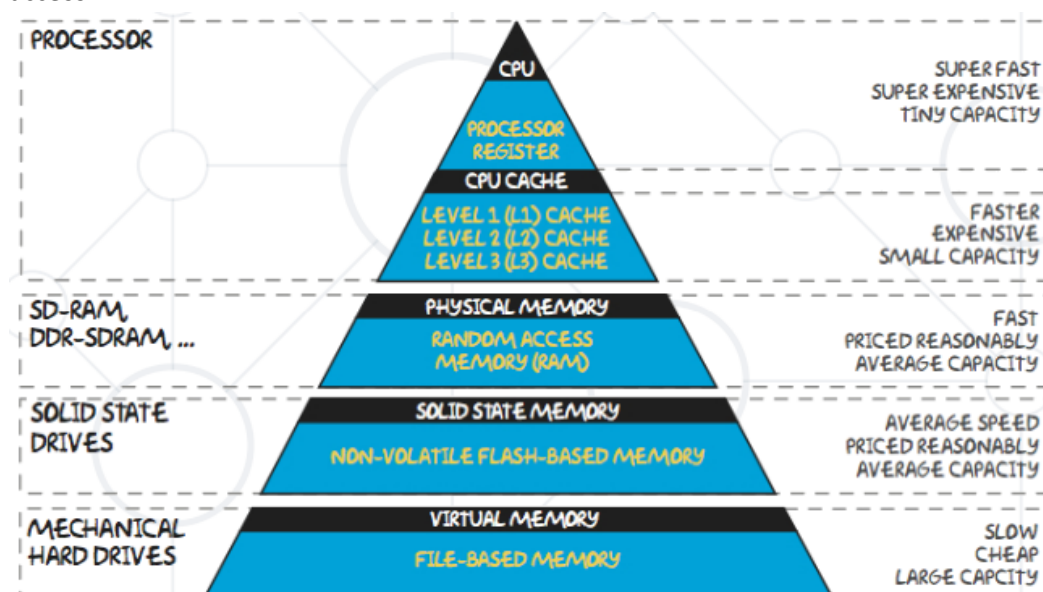 PROCESSOR
CPU
SUPER FAST
SUPER EXPENSIVE
TINY CAPACITY
PROCESSOR
REGISTER
CPU CACHE
LEVEL 1 (L1) CACHE
LEVEL 2 (L2) CACHE
LEVEL 3 (L3) CACHE
FASTER
EXPENSIVE
SMALL CAPACITY
SD-RAM,
DDR-SDRAM, ...
PHYSICAL MEMORY
RANDOM ACCESS
MEMORY (RAM)
FAST
PRICED REASONABLY
AVERAGE CAPACITY
SOLID STATE
DRIVES
SOLID STATE MEMORY
NON-VOLATILE FLASH-BASED MEMORY
AVERAGE SPEED
PRICED REASONABLY
AVERAGE CAPACITY
MECHANICAL
HARD DRIVES
VIRTUAL MEMORY
FILE-BASED MEMORY
SLOW
CHEAP
LARGE CAPCITY